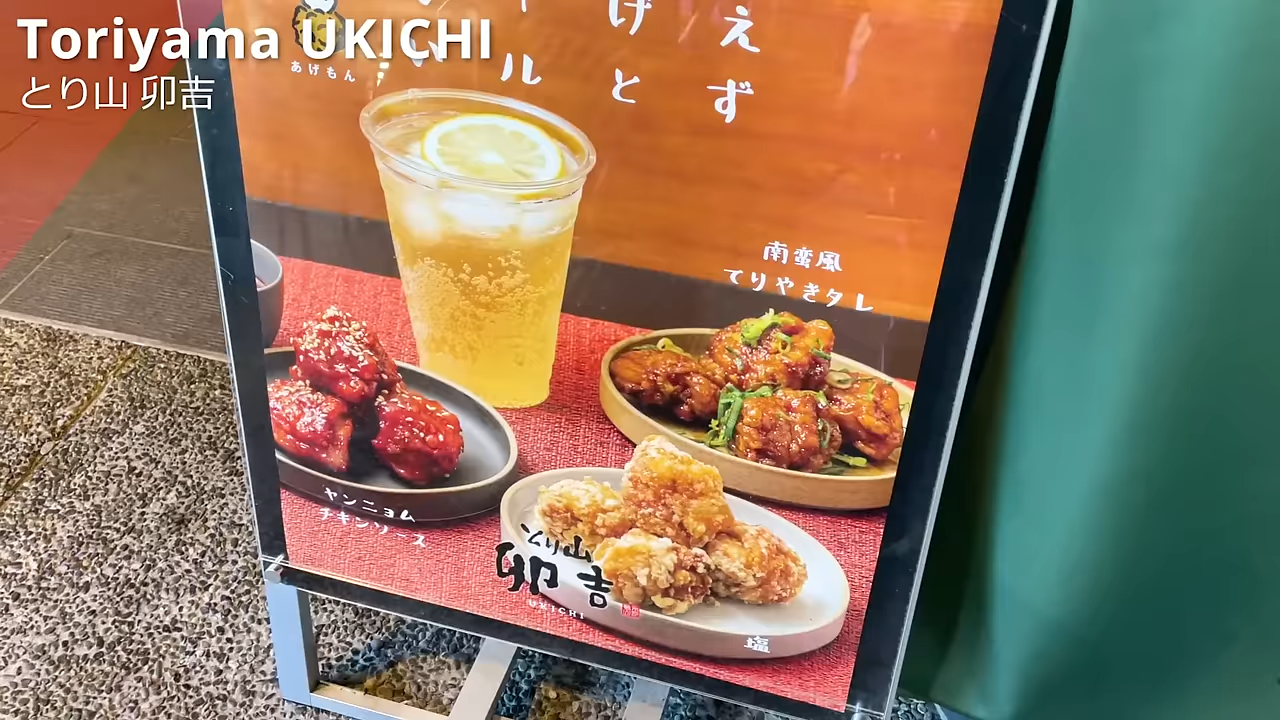 Toriyama UKICHI
とり山 卯吉
あげもん
えず
げと
ル
い
南蛮風
てりやきタレ
ヤンニョム
チキンソース
とり山
卯吉
UKICHI
塩